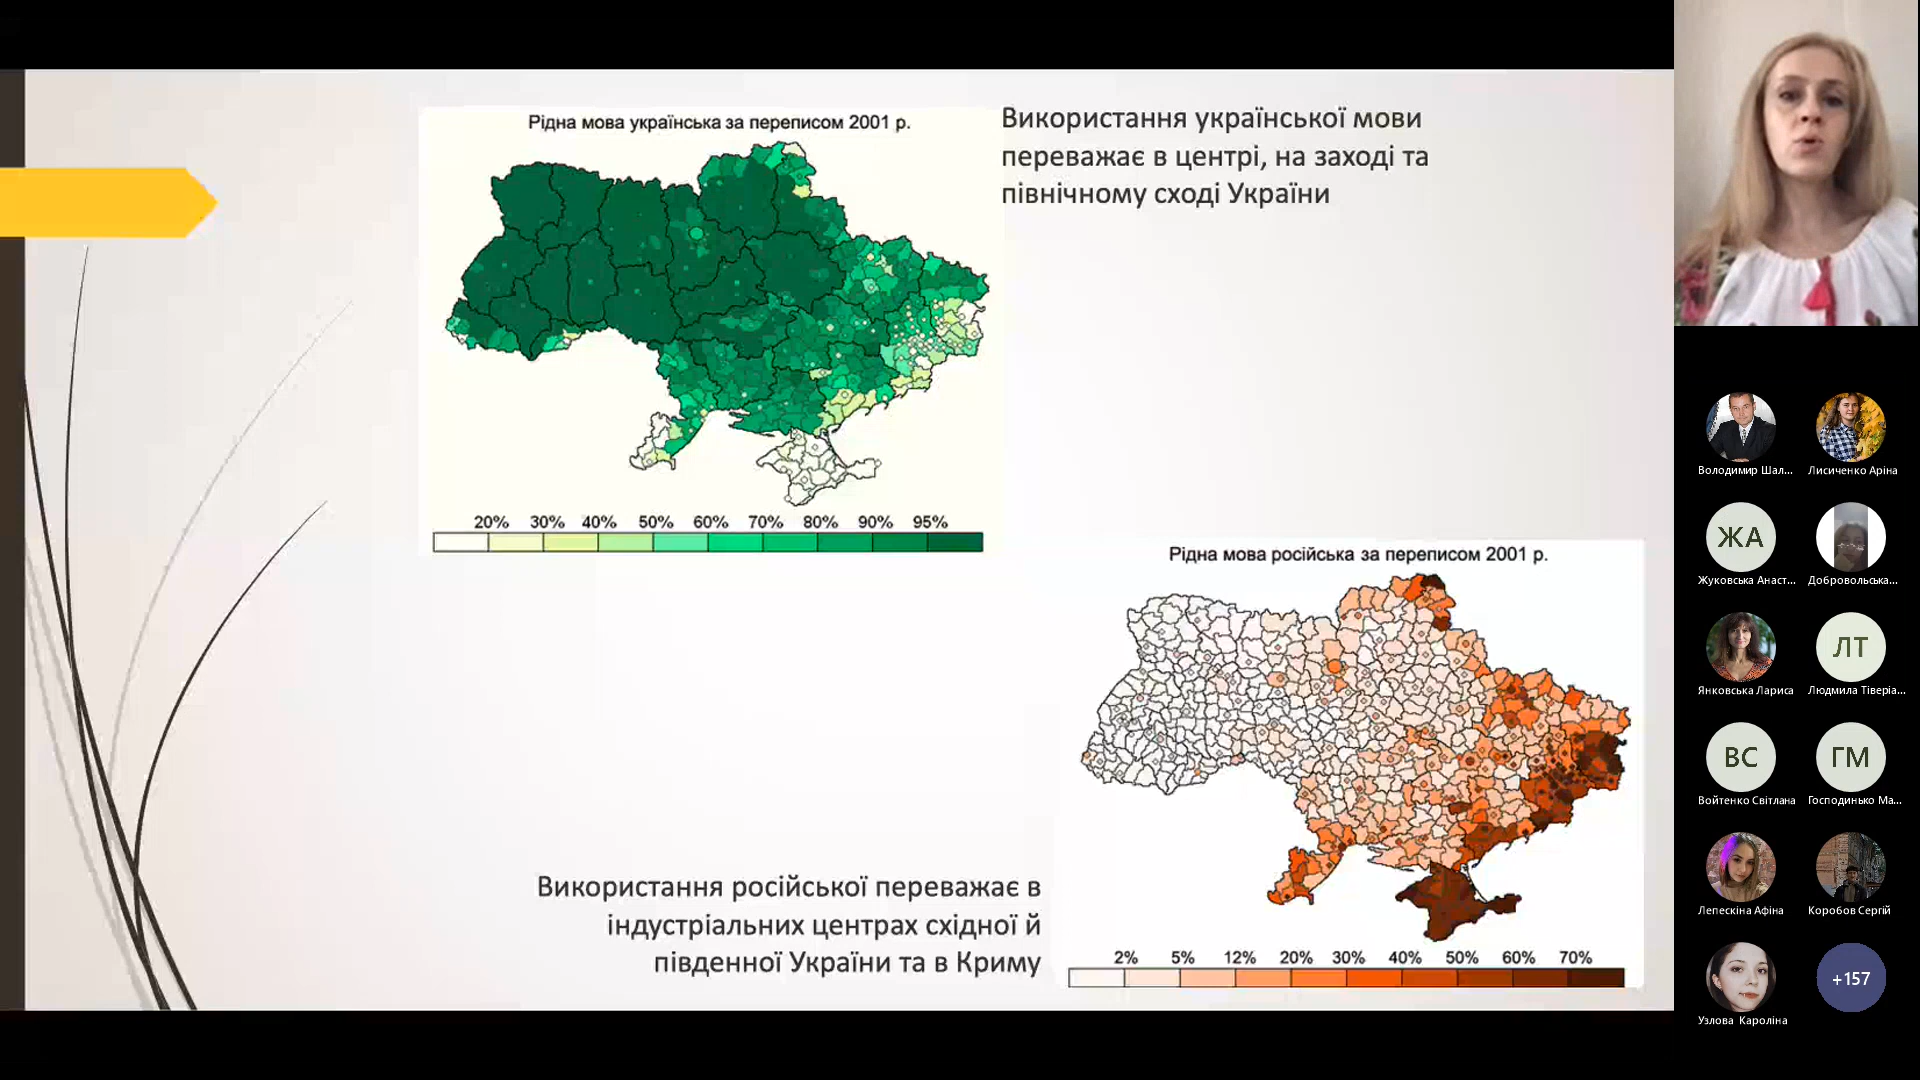 Рідна мова українська за переписом 2001 р.
20% 30% 40% 50% 60% 70% 80% 90% 95%
Використання української мови
переважає в центрі, на заході та
північному сході України
Рідна мова російська за переписом 2001 р.
2% 5% 12% 20% 30% 40% 50% 60% 70%
Використання російської переважає в
індустріальних центрах східної й
південної України та в Криму
Володимир Шал...
Лисиченко Аріна
ЖА
Жуковська Анаст...
Добровольська...
Янковська Лариса
ЛТ
Людмила Тіверіа...
ВС
Войтенко Світлана
ГМ
Господинько Ма...
Лепескіна Афіна
Коробов Сергій
Узлова Кароліна
+157